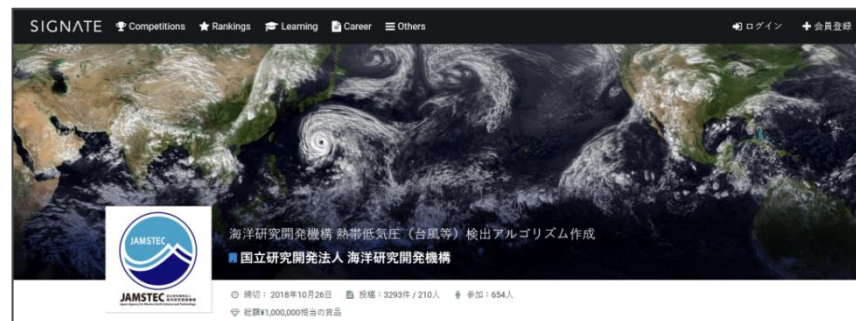 SIGNATE Competitions Rankings Learning Career Others ログイン 会員登録
JAMSTEC
海洋研究開発機構 熱帯低気圧（台風等）検出アルゴリズム作成
国立研究開発法人 海洋研究開発機構
JAMSTEC
締切： 2018年10月26日 投稿：3293件 / 210人 参加：654人
総額¥1,000,000相当の賞品